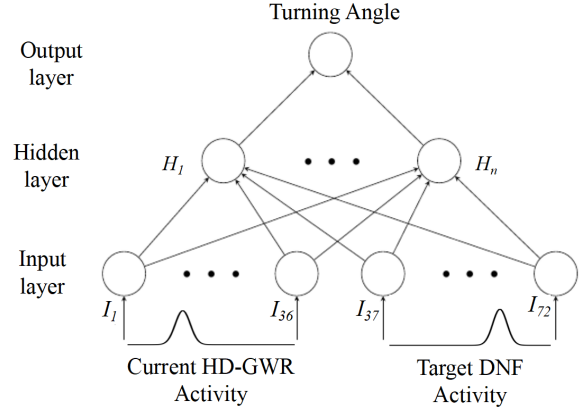 Turning Angle
Output
layer
Hidden
layer
H1
Hn
Input
layer
I1
I36
I37
I72
Current HD-GWR
Activity
Target DNF
Activity